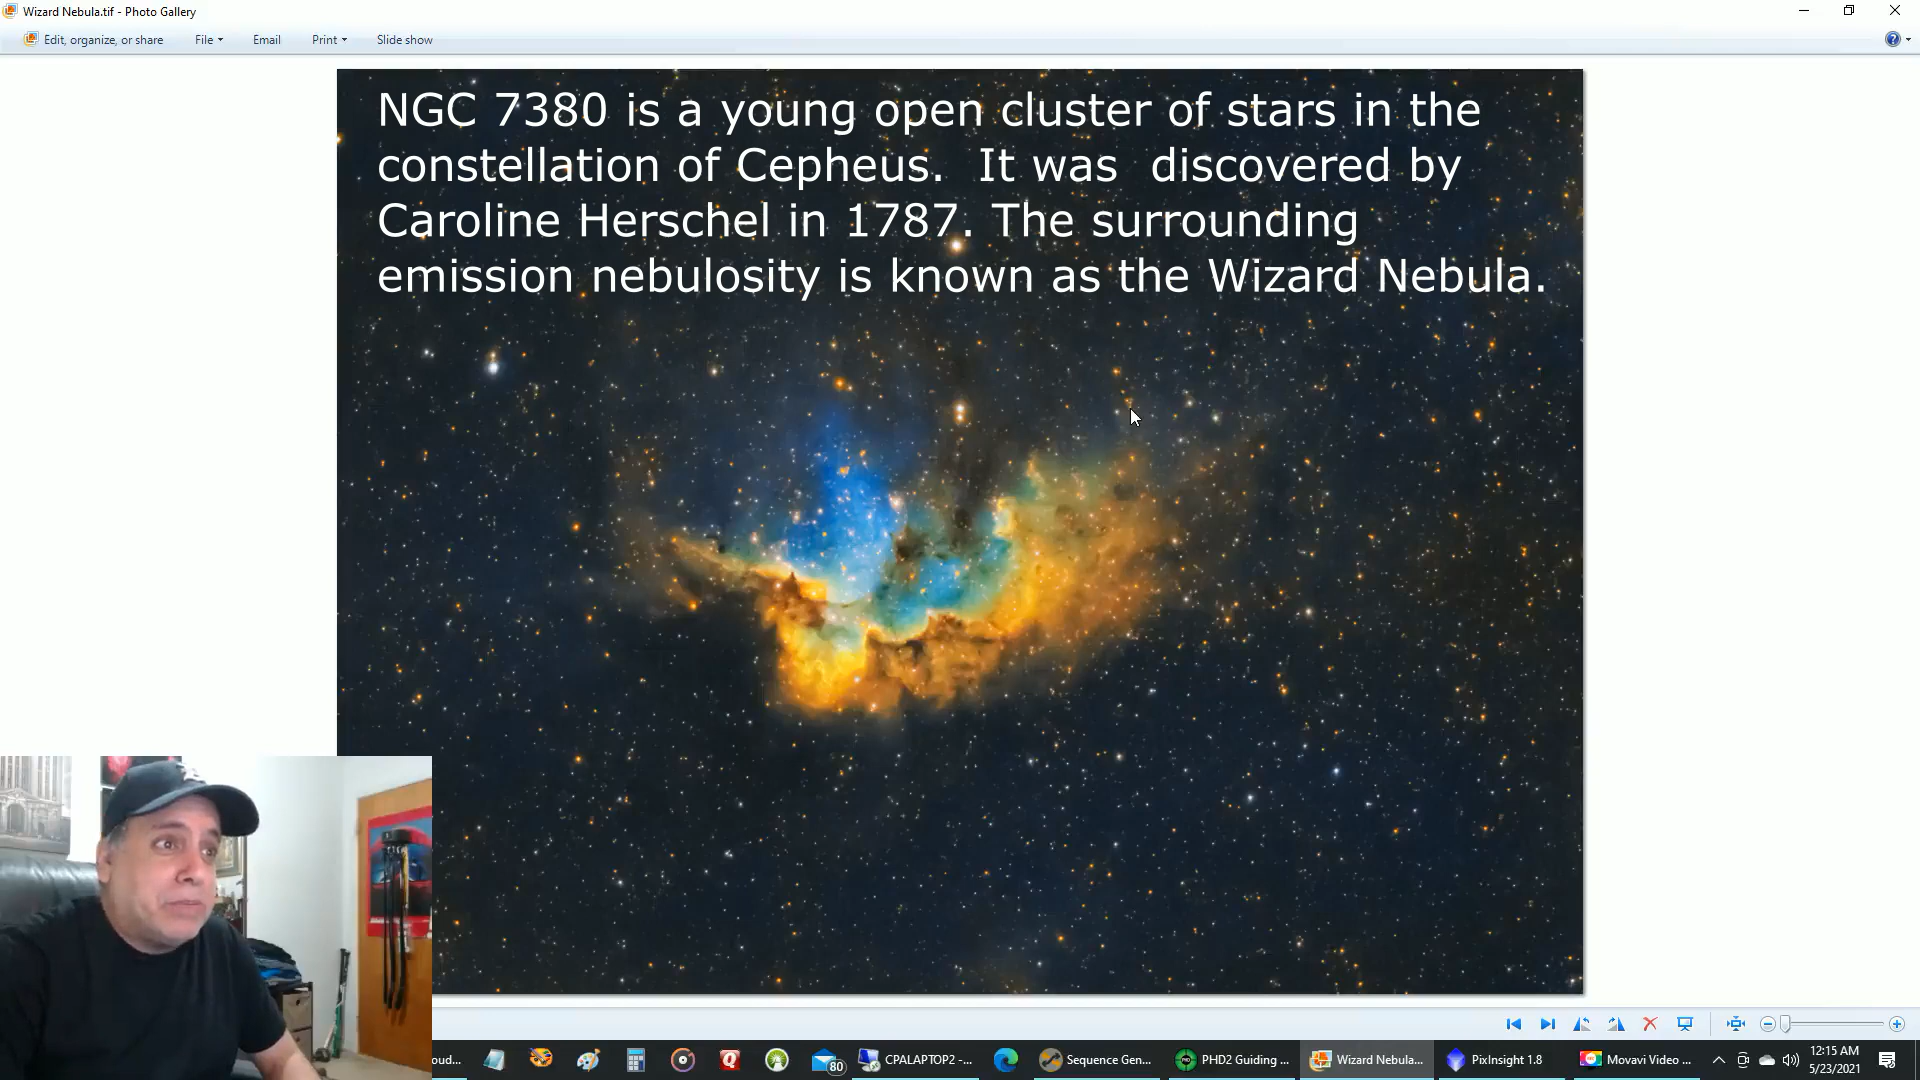 Wizard Nebula.tif - Photo Gallery
Edit, organize, or share File Email Print Slide show
NGC 7380 is a young open cluster of stars in the
constellation of Cepheus. It was discovered by
Caroline Herschel in 1787. The surrounding
emission nebulosity is known as the Wizard Nebula.
oud... 80 CPALAPTOP2 -... Sequence Gen... PHD2 Guiding ... Wizard Nebula... PixInsight 1.8 Movavi Video ... 12:15 AM
5/23/2021